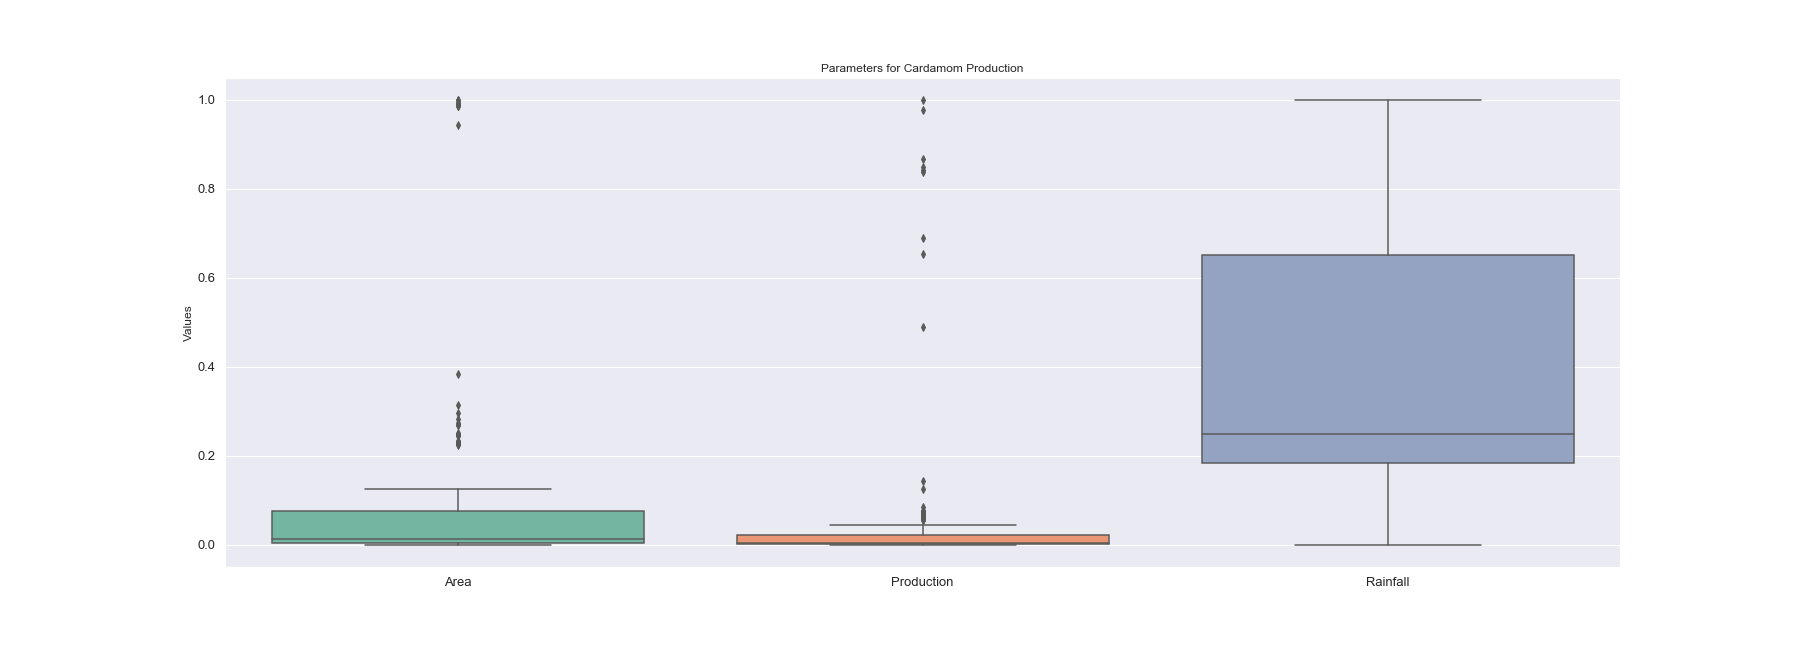 Parameters for Cardamom Production
1.0
0.8
0.6
0.4
0.2
0.0
Values
Area
Production
Rainfall